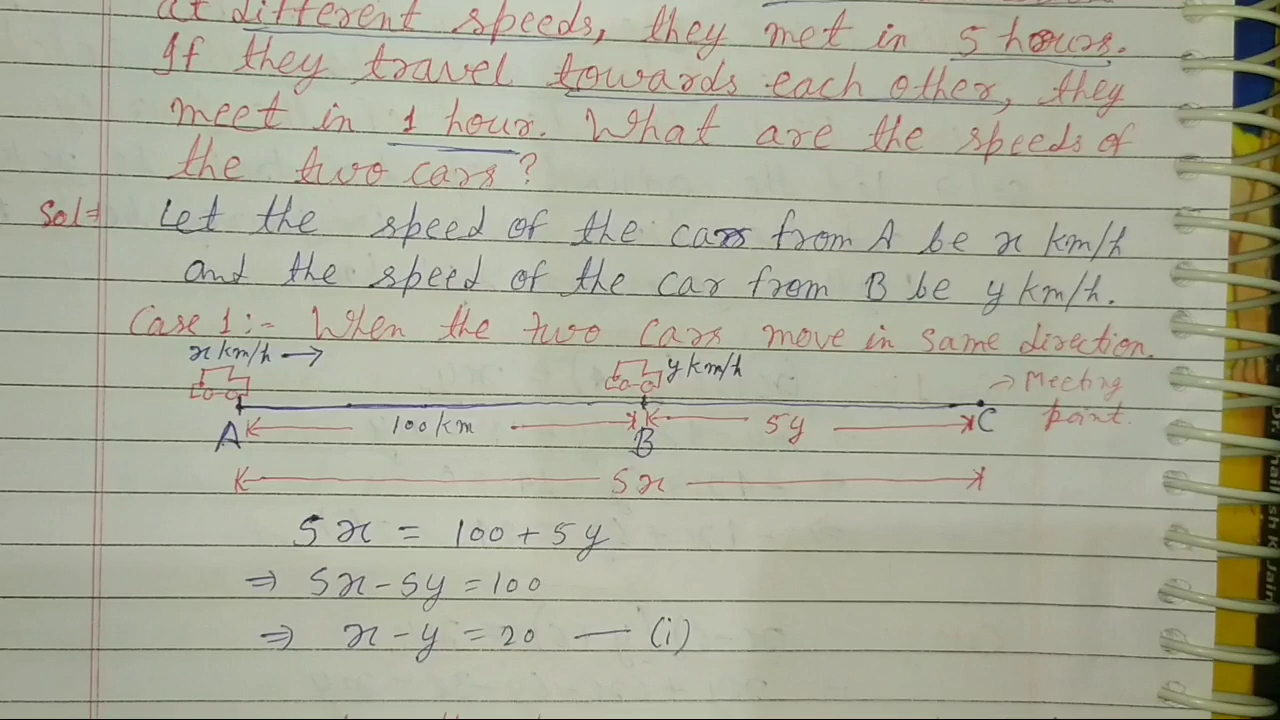 at different speeds, they met in 5 hours.
If they travel towards each other, they
meet in 1 hour. What are the speeds of
the two cars?
Sol⇒ Let the speed of the cars from A be x km/h
and the speed of the car from B be y km/h.
Case 1:- When the two cars move in same direction.
x km/h → y km/h → Meeting point.
A 100 km B 5y C
5x
5x = 100 + 5y
⇒ 5x - 5y = 100
⇒ x - y = 20 — (i)